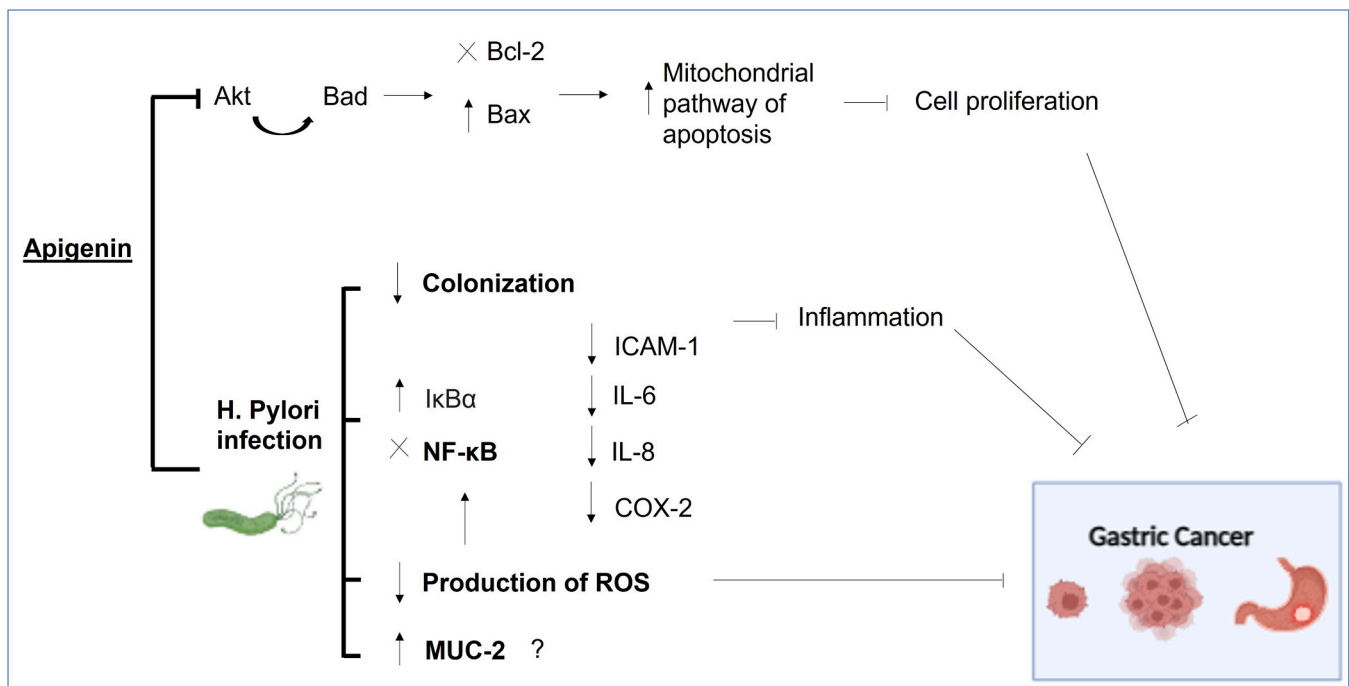 Bcl-2
Akt
Bad
Bax
Mitochondrial
pathway of
apoptosis
Cell proliferation
Apigenin
Colonization
Inflammation
ICAM-1
IκBα
IL-6
H. Pylori
infection
NF-κB
IL-8
COX-2
Gastric Cancer
Production of ROS
MUC-2 ?